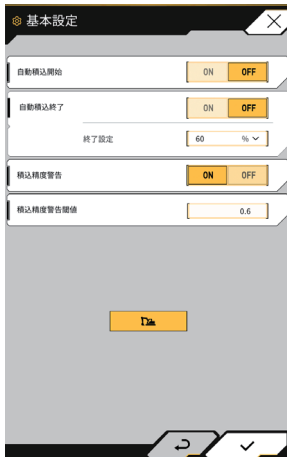 基本設定
自動積込開始
ON OFF
自動積込終了
ON OFF
終了設定
60 %
積込精度警告
ON OFF
積込精度警告閾値
0.6